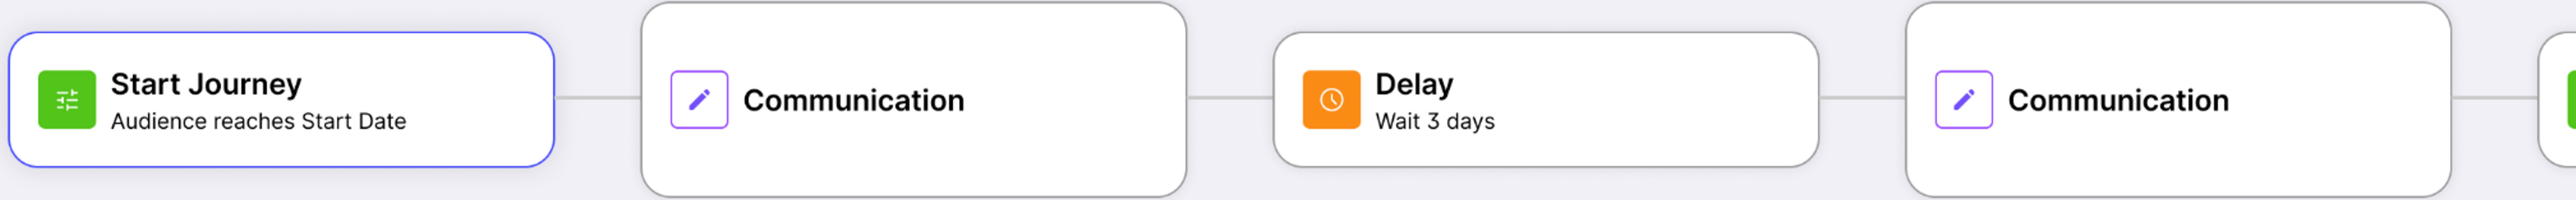 Start Journey
Audience reaches Start Date
Communication
Delay
Wait 3 days
Communication